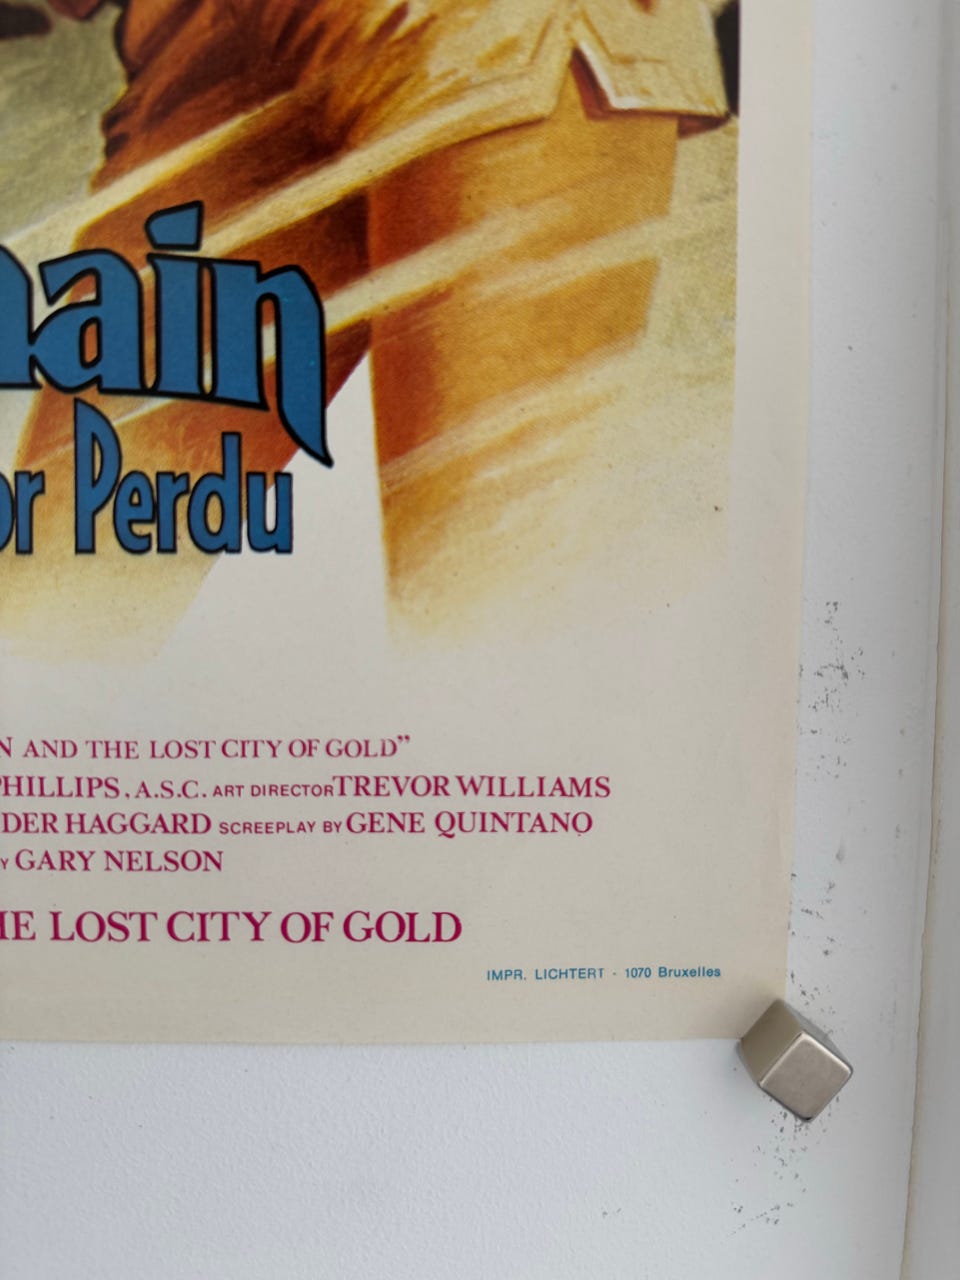 ain
or Perdu
N AND THE LOST CITY OF GOLD”
PHILLIPS, A.S.C. ART DIRECTOR TREVOR WILLIAMS
DER HAGGARD SCREEPLAY BY GENE QUINTANO
Y GARY NELSON
HE LOST CITY OF GOLD
IMPR. LICHTERT - 1070 Bruxelles